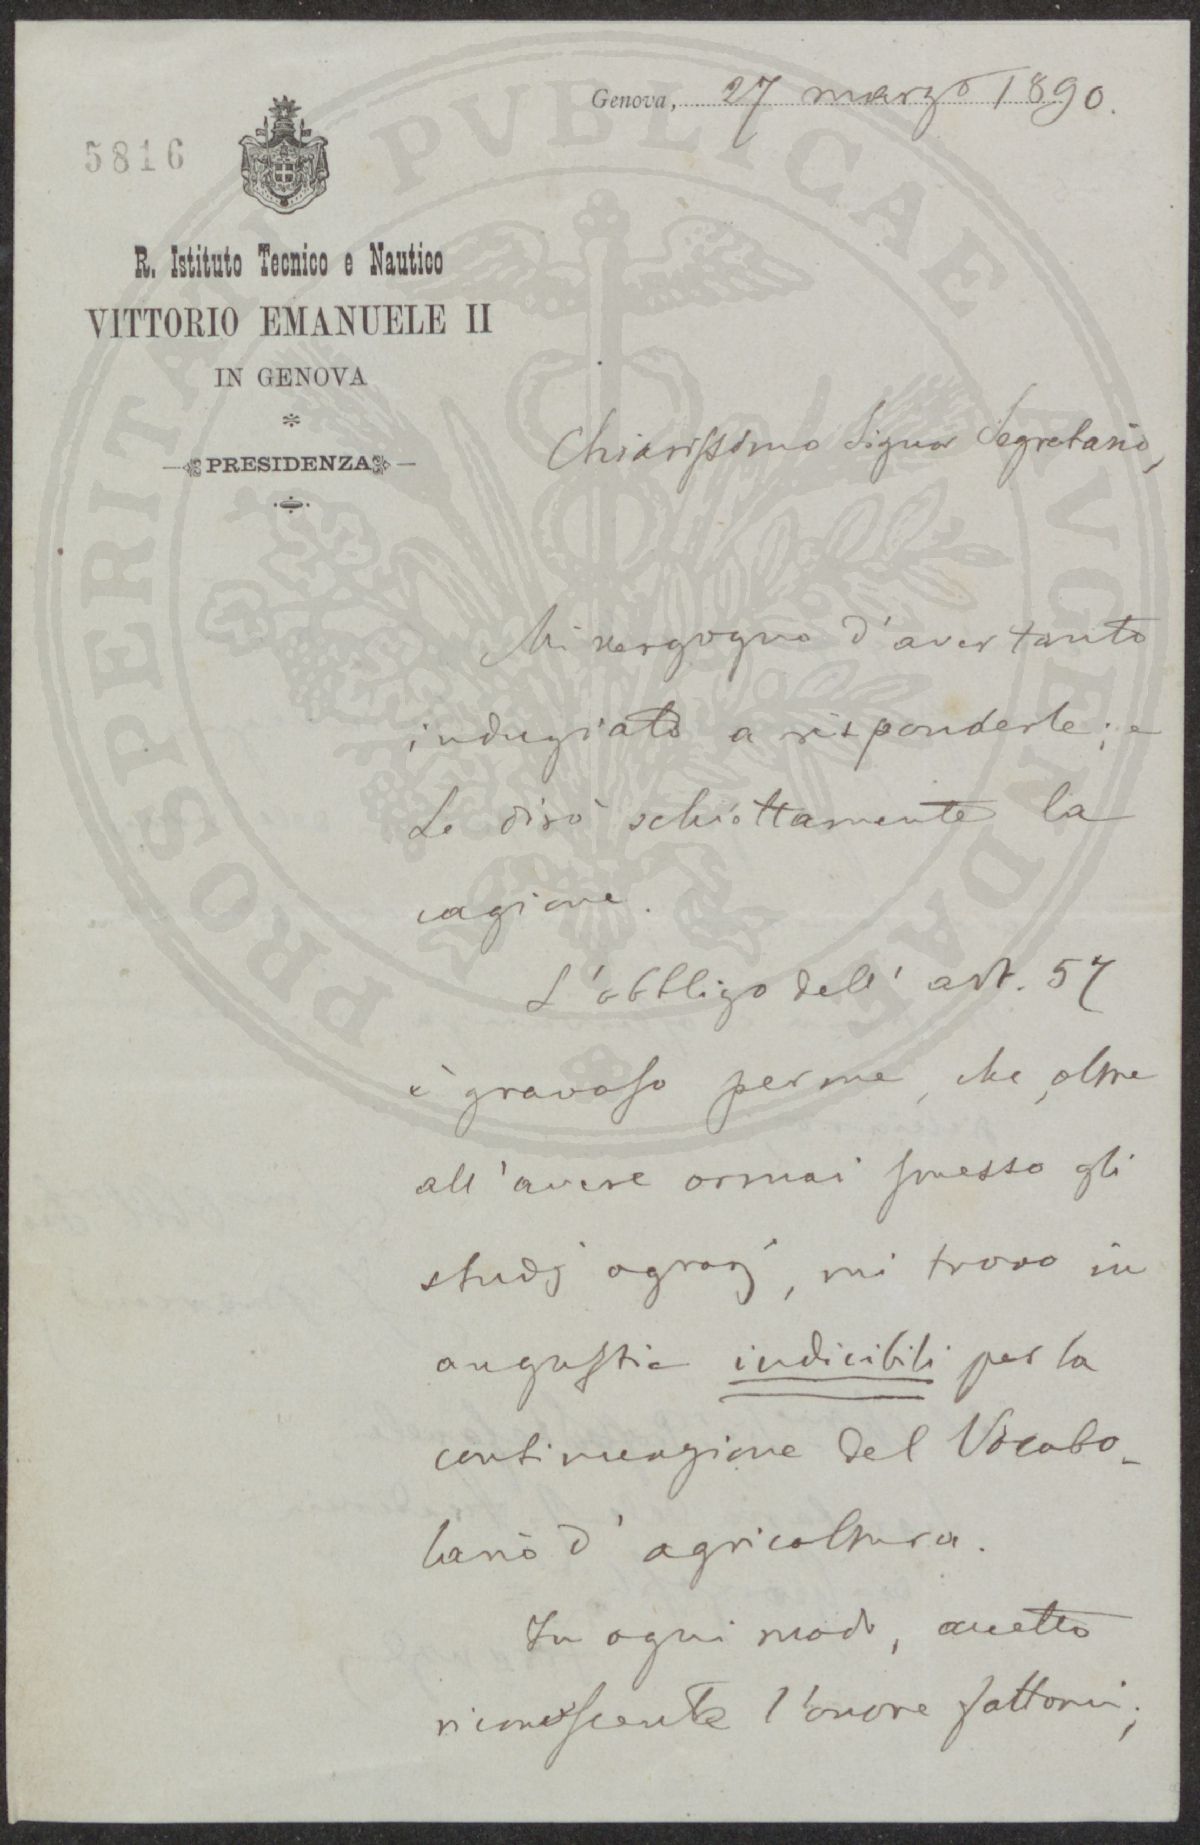 Genova, 27 marzo 1890.
5816
R. Istituto Tecnico e Nautico
VITTORIO EMANUELE II
IN GENOVA
PRESIDENZA
Chiarissimo Signor Segretario,
Mi vergogno d'aver tanto
indugiato a risponderle; e
Le dirò schiettamente la
cagione.
L'obbligo dell'art. 57
è gravoso per me, che, oltre
all'avere ormai smesso gli
studj agrarj, mi trovo in
angustie indicibili per la
continuazione del Vocabo-
lario d'agricoltura.
In ogni modo, accetto
riconoscente l'onore fattomi;
PROSPERITATI PVBLICAE AVGENDAE